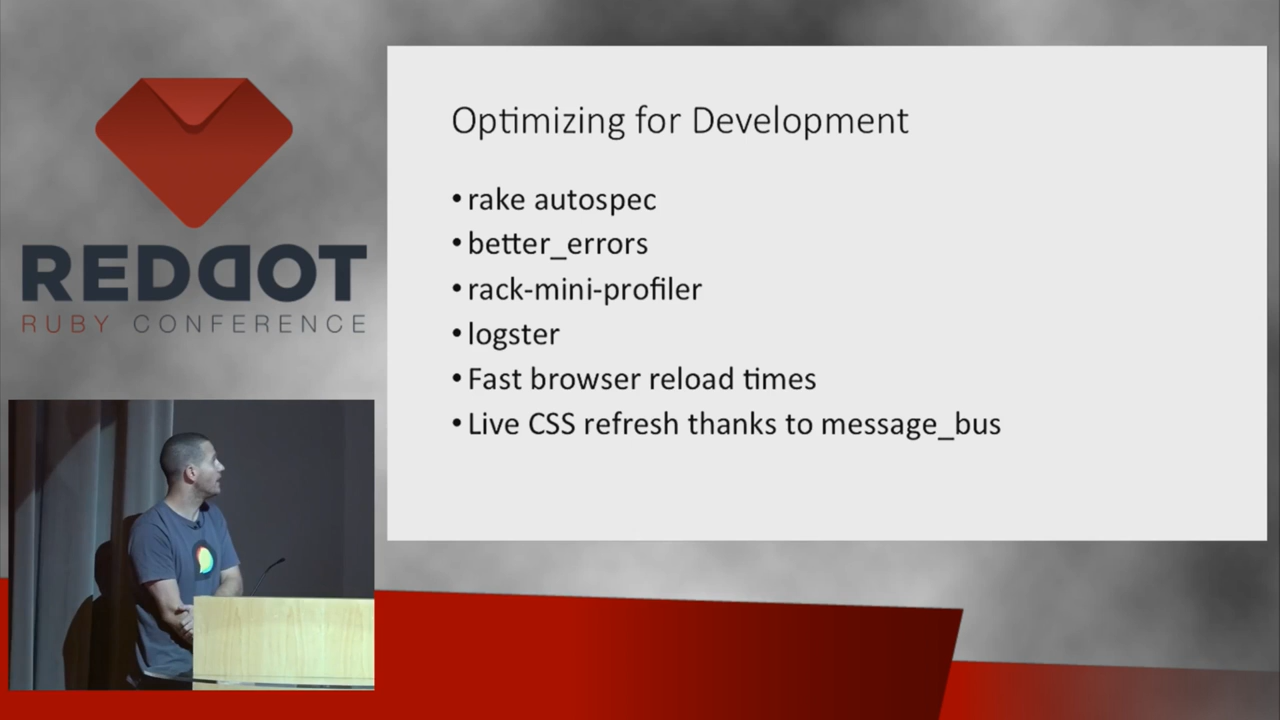 REDDOT
RUBY CONFERENCE
Optimizing for Development
•rake autospec
•better_errors
•rack-mini-profiler
•logster
•Fast browser reload times
•Live CSS refresh thanks to message_bus